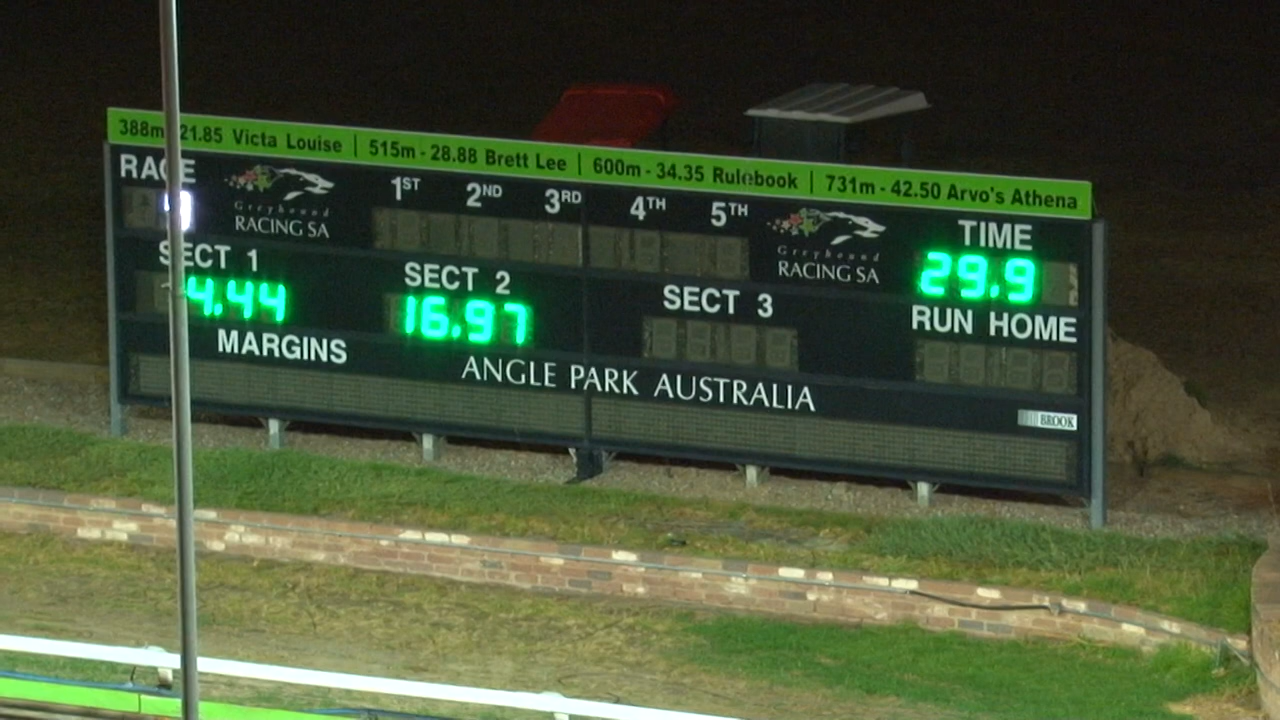 388m 21.85 Victa Louise | 515m - 28.88 Brett Lee | 600m - 34.35 Rulebook | 731m - 42.50 Arvo's Athena
RACE
Greyhound
RACING SA
1ST 2ND 3RD 4TH 5TH
Greyhound
RACING SA
TIME
29.9
SECT 1
4.44
SECT 2
16.97
SECT 3
RUN HOME
MARGINS
ANGLE PARK AUSTRALIA
BROOK